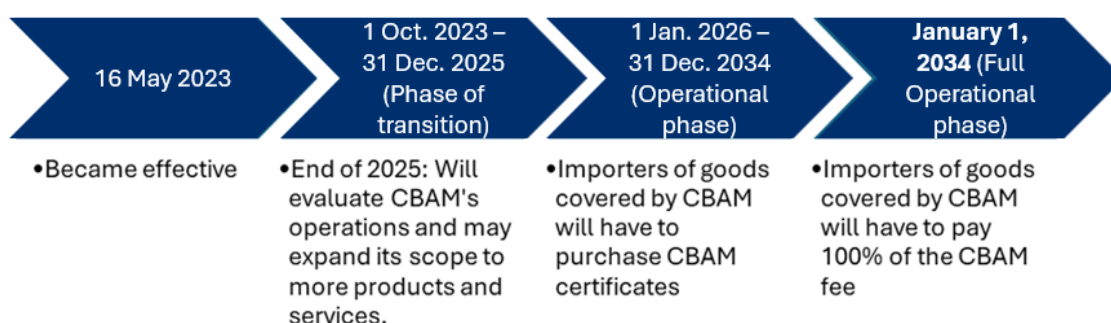 16 May 2023
•Became effective
1 Oct. 2023 –
31 Dec. 2025
(Phase of
transition)
•End of 2025: Will
evaluate CBAM's
operations and may
expand its scope to
more products and
services.
1 Jan. 2026 –
31 Dec. 2034
(Operational
phase)
•Importers of goods
covered by CBAM
will have to
purchase CBAM
certificates
January 1,
2034 (Full
Operational
phase)
•Importers of goods
covered by CBAM
will have to pay
100% of the CBAM
fee